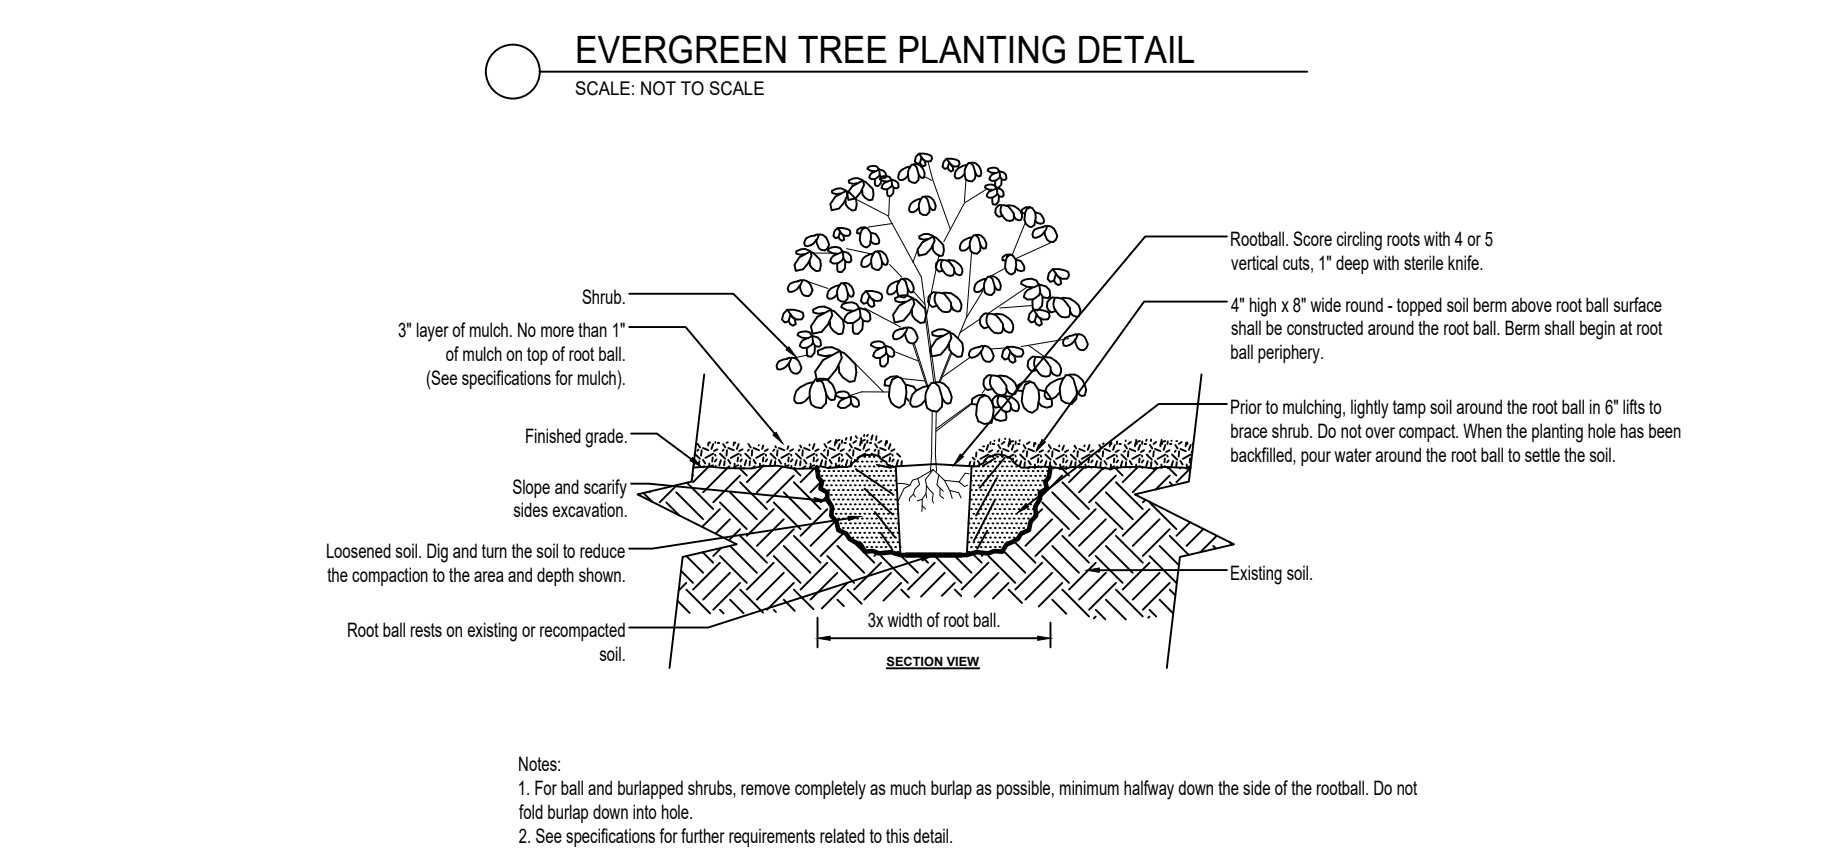 EVERGREEN TREE PLANTING DETAIL
SCALE: NOT TO SCALE
Shrub.
3" layer of mulch. No more than 1"
of mulch on top of root ball.
(See specifications for mulch).
Finished grade.
Slope and scarify
sides excavation.
Loosened soil. Dig and turn the soil to reduce
the compaction to the area and depth shown.
Root ball rests on existing or recompacted
soil.
Rootball. Score circling roots with 4 or 5
vertical cuts, 1" deep with sterile knife.
4" high x 8" wide round - topped soil berm above root ball surface
shall be constructed around the root ball. Berm shall begin at root
ball periphery.
Prior to mulching, lightly tamp soil around the root ball in 6" lifts to
brace shrub. Do not over compact. When the planting hole has been
backfilled, pour water around the root ball to settle the soil.
Existing soil.
3x width of root ball.
SECTION VIEW
Notes:
1. For ball and burlapped shrubs, remove completely as much burlap as possible, minimum halfway down the side of the rootball. Do not
fold burlap down into hole.
2. See specifications for further requirements related to this detail.